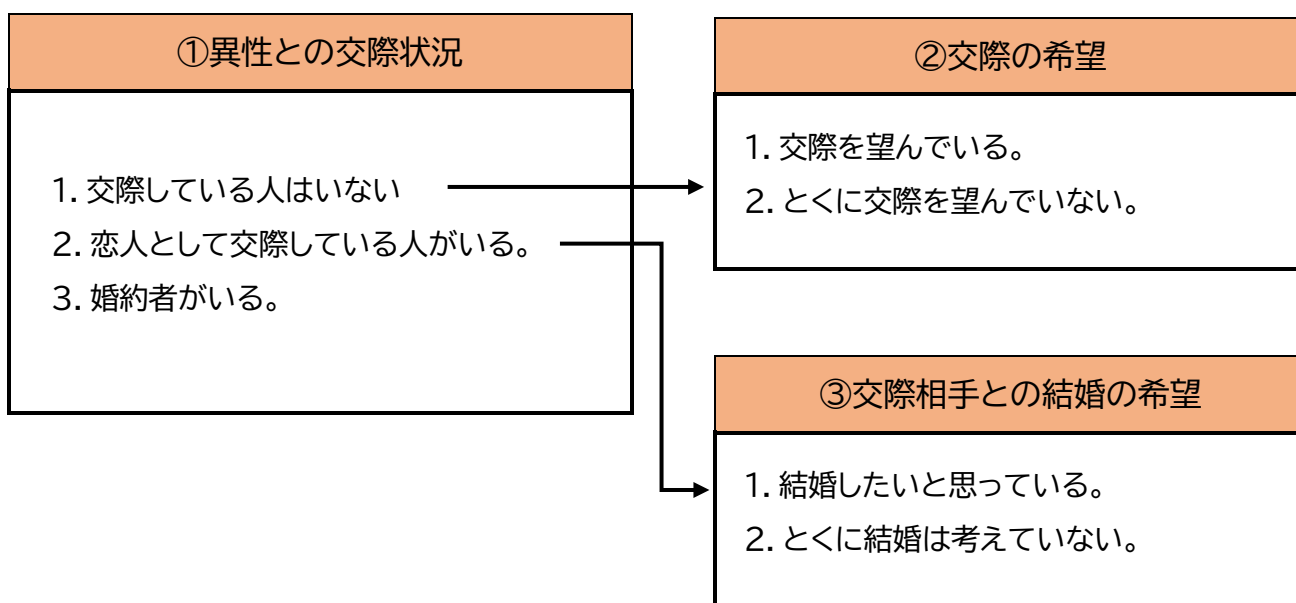 ①異性との交際状況
1. 交際している人はいない
2. 恋人として交際している人がいる。
3. 婚約者がいる。
②交際の希望
1. 交際を望んでいる。
2. とくに交際を望んでいない。
③交際相手との結婚の希望
1. 結婚したいと思っている。
2. とくに結婚は考えていない。